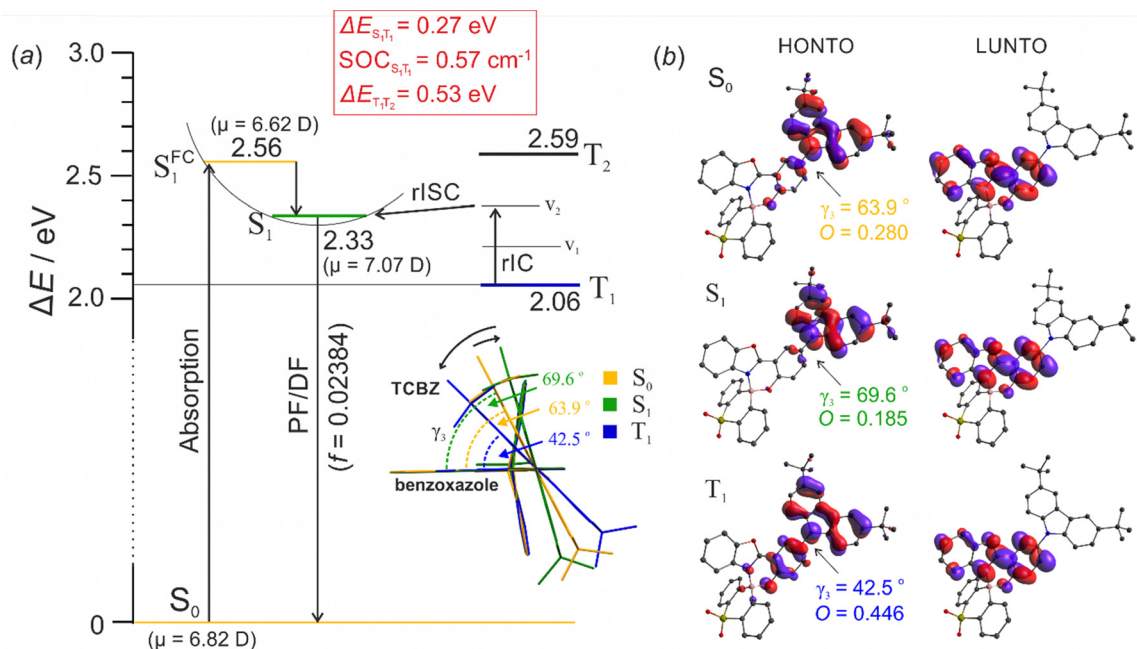 (a)
ΔE_S₁T₁ = 0.27 eV
SOC_S₁T₁ = 0.57 cm⁻¹
ΔE_T₁T₂ = 0.53 eV
ΔE / eV
3.0
2.5
2.0
0
(μ = 6.62 D)
2.56
S₁^FC
S₁
2.33
(μ = 7.07 D)
rISC
2.59
T₂
v₂
v₁
rIC
2.06
T₁
Absorption
PF/DF
(f = 0.02384)
TCBZ
γ₃
69.6 °
63.9 °
42.5 °
benzoxazole
S₀
S₁
T₁
S₀
(μ = 6.82 D)
(b)
HONTO
LUNTO
S₀
γ₃ = 63.9 °
O = 0.280
S₁
γ₃ = 69.6 °
O = 0.185
T₁
γ₃ = 42.5 °
O = 0.446